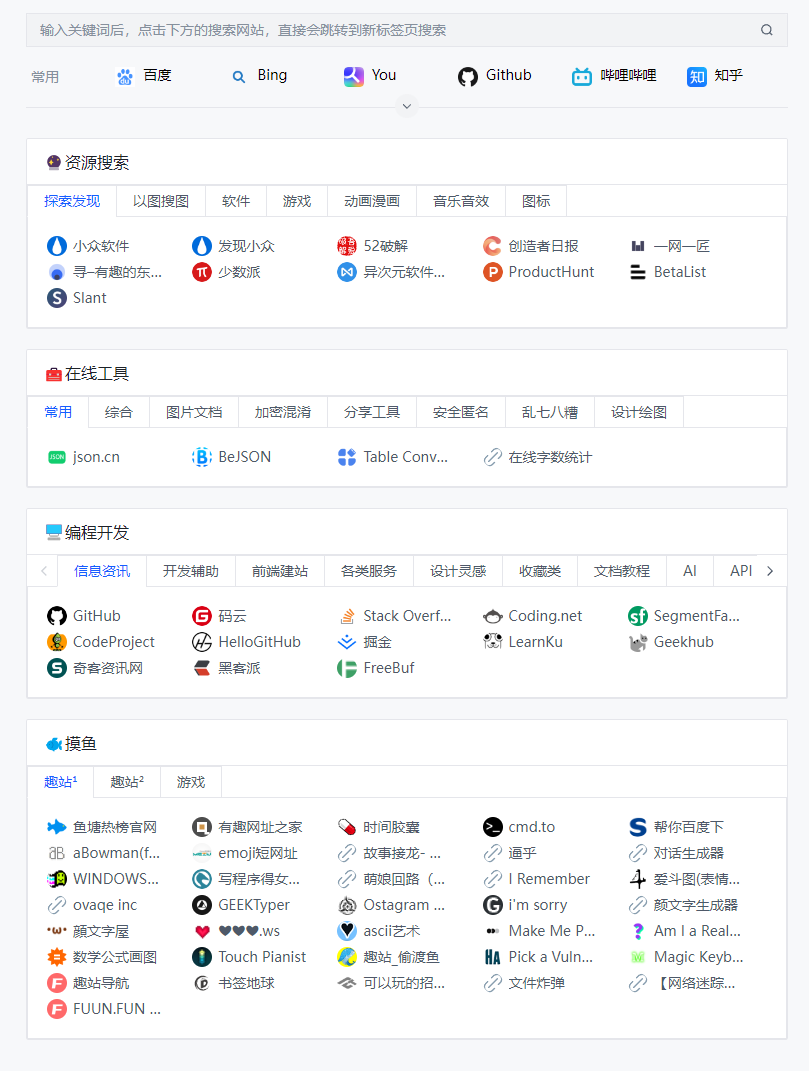 输入关键词后，点击下方的搜索网站，直接会跳转到新标签页搜索
常用 百度 Bing You Github 哔哩哔哩 知乎
资源搜索
探索发现 以图搜图 软件 游戏 动画漫画 音乐音效 图标
小众软件 发现小众 52破解 创造者日报 一网一匠
寻–有趣的东... 少数派 异次元软件... ProductHunt BetaList
Slant
在线工具
常用 综合 图片文档 加密混淆 分享工具 安全匿名 乱七八糟 设计绘图
json.cn BeJSON Table Conv... 在线字数统计
编程开发
信息资讯 开发辅助 前端建站 各类服务 设计灵感 收藏类 文档教程 AI API
GitHub 码云 Stack Overf... Coding.net SegmentFa...
CodeProject HelloGitHub 掘金 LearnKu Geekhub
奇客资讯网 黑客派 FreeBuf
摸鱼
趣站¹ 趣站² 游戏
鱼塘热榜官网 有趣网址之家 时间胶囊 cmd.to 帮你百度下
aBowman(f... emoji短网址 故事接龙- ... 逼乎 对话生成器
WINDOWS... 写程序得女... 萌娘回路（... I Remember 爱斗图(表情...
ovaqe inc GEEKTyper Ostagram ... i'm sorry 颜文字生成器
顔文字屋 ♥♥♥.ws ascii艺术 Make Me P... Am I a Real...
数学公式画图 Touch Pianist 趣站_偷渡鱼 Pick a Vuln... Magic Keyb...
趣站导航 书签地球 可以玩的招... 文件炸弹 【网络迷踪...
FUUN.FUN ...